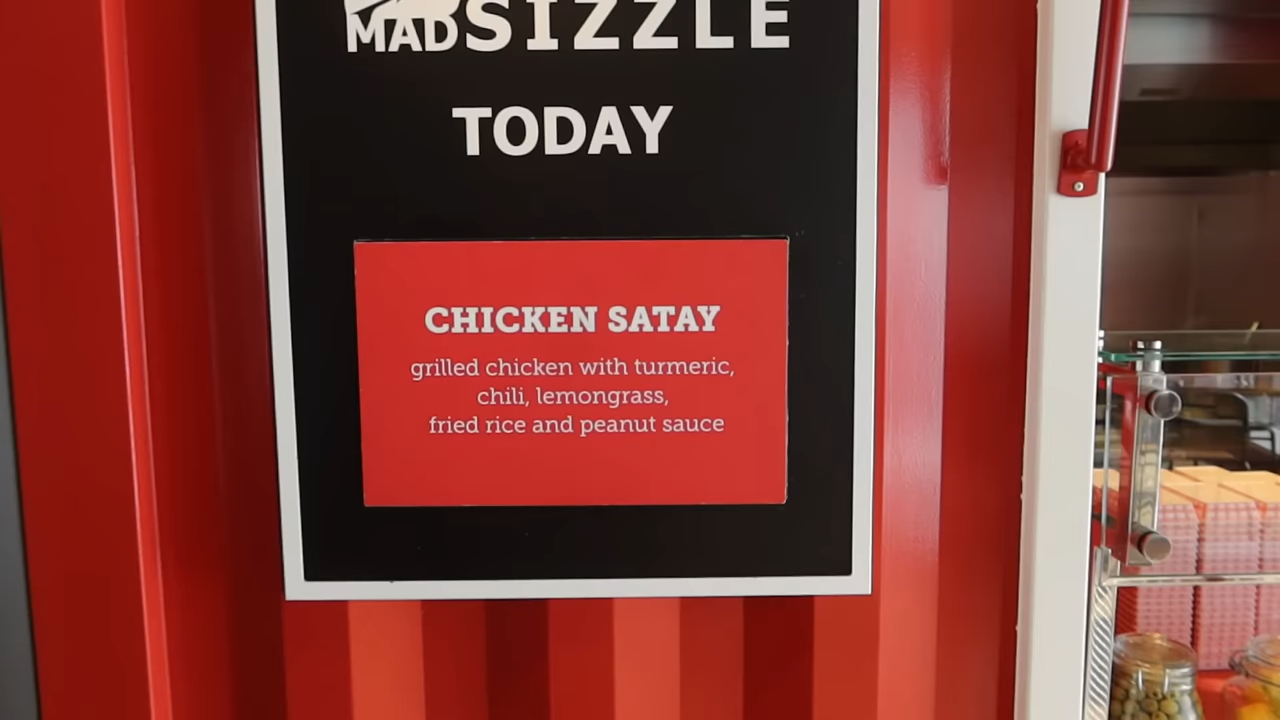 MAD SIZZLE
TODAY
CHICKEN SATAY
grilled chicken with turmeric,
chili, lemongrass,
fried rice and peanut sauce